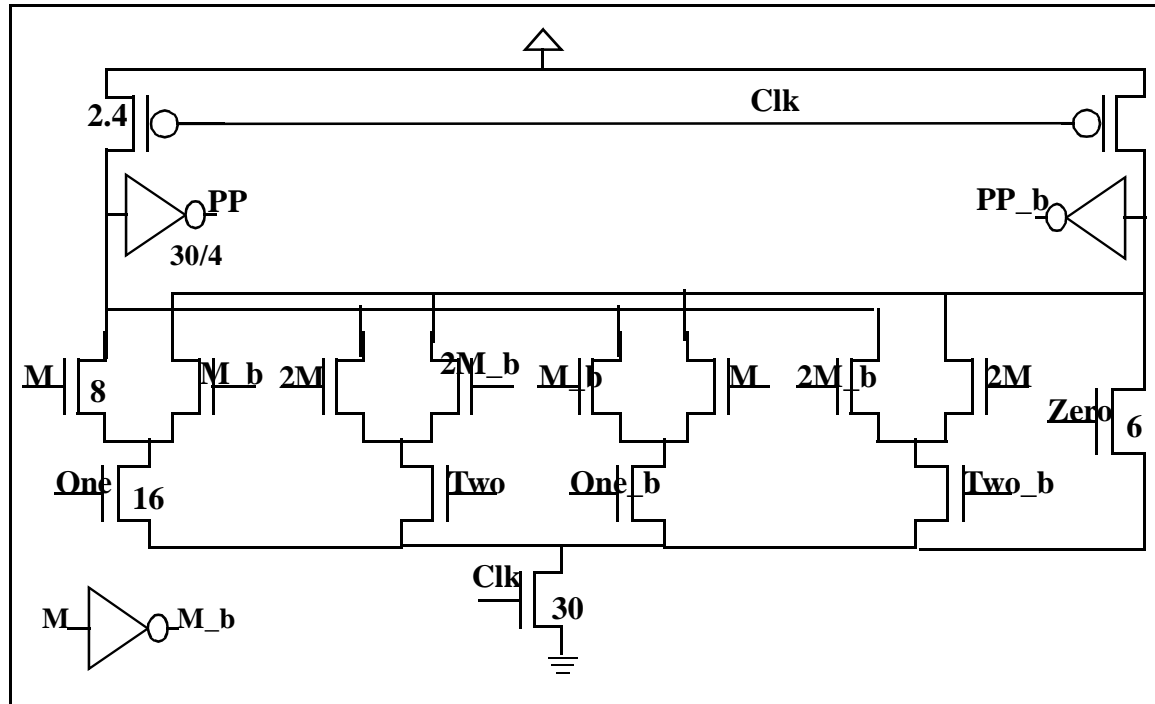 Clk
2.4
PP
PP_b
30/4
M
8
M_b
2M
2M_b
M_b
M
2M_b
2M
Zero
6
One
16
Two
One_b
Two_b
Clk
30
M
M_b